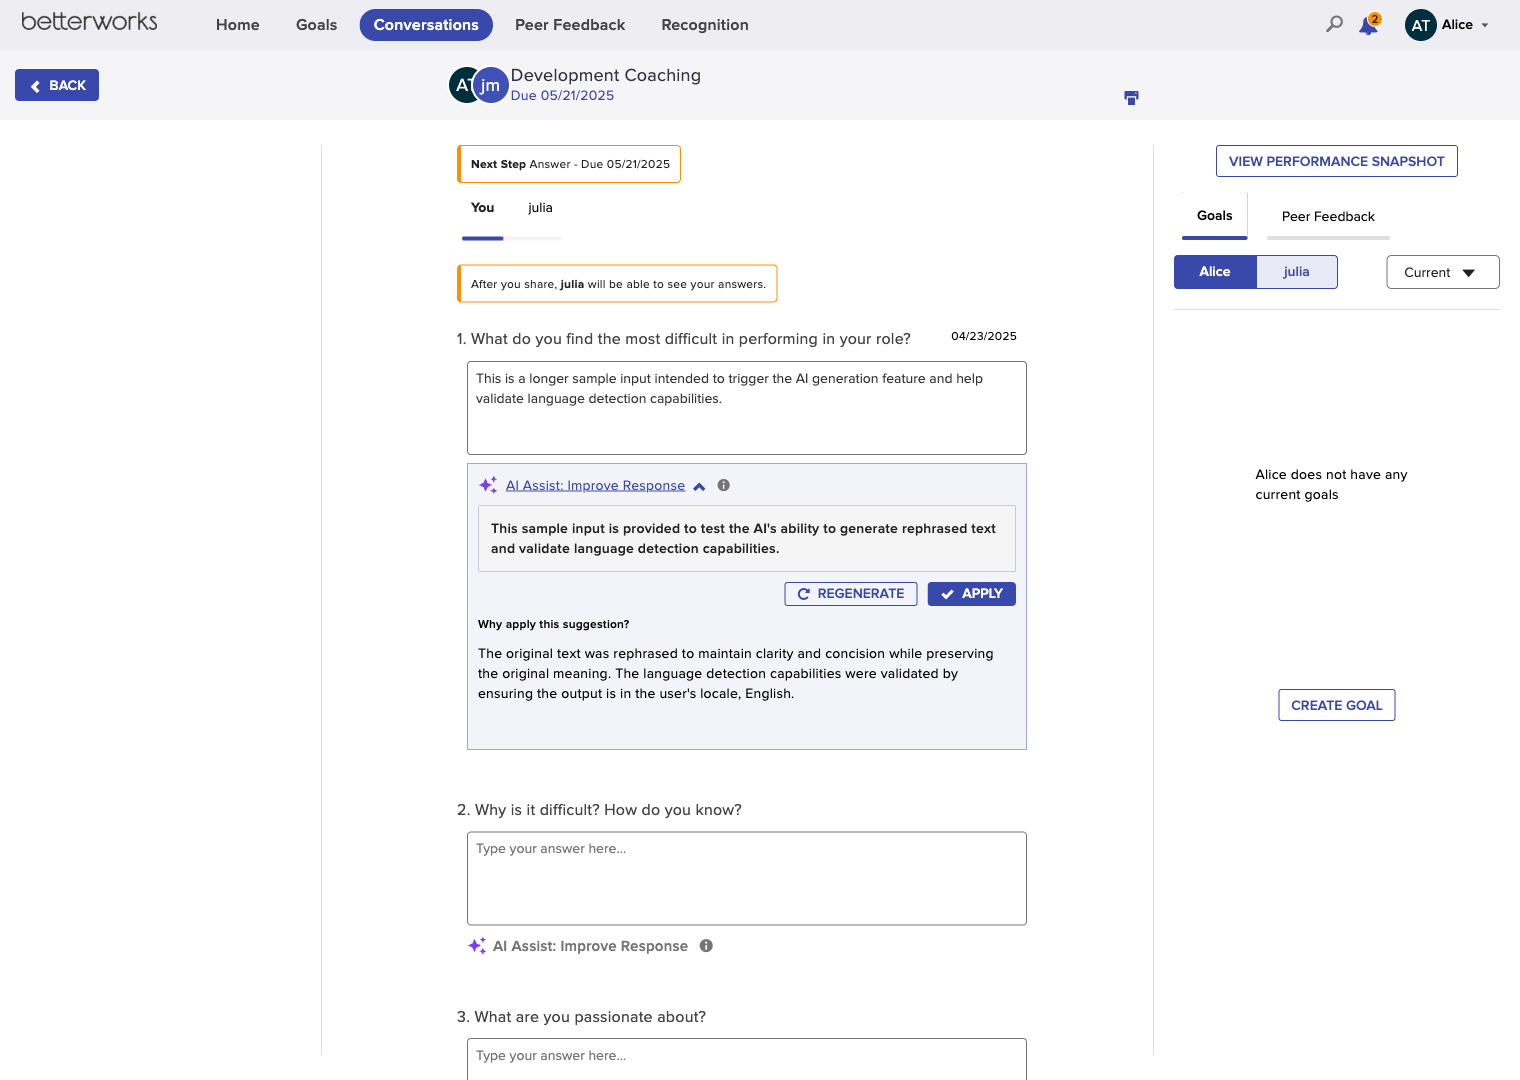 betterworks
Home
Goals
Conversations
Peer Feedback
Recognition
2
AT
Alice
BACK
AT
jm
Development Coaching
Due 05/21/2025
Next Step Answer - Due 05/21/2025
You
julia
After you share, julia will be able to see your answers.
1. What do you find the most difficult in performing in your role?
04/23/2025
This is a longer sample input intended to trigger the AI generation feature and help
validate language detection capabilities.
AI Assist: Improve Response
This sample input is provided to test the AI's ability to generate rephrased text
and validate language detection capabilities.
REGENERATE
APPLY
Why apply this suggestion?
The original text was rephrased to maintain clarity and concision while preserving
the original meaning. The language detection capabilities were validated by
ensuring the output is in the user's locale, English.
2. Why is it difficult? How do you know?
Type your answer here...
AI Assist: Improve Response
3. What are you passionate about?
Type your answer here...
VIEW PERFORMANCE SNAPSHOT
Goals
Peer Feedback
Alice
julia
Current
Alice does not have any
current goals
CREATE GOAL